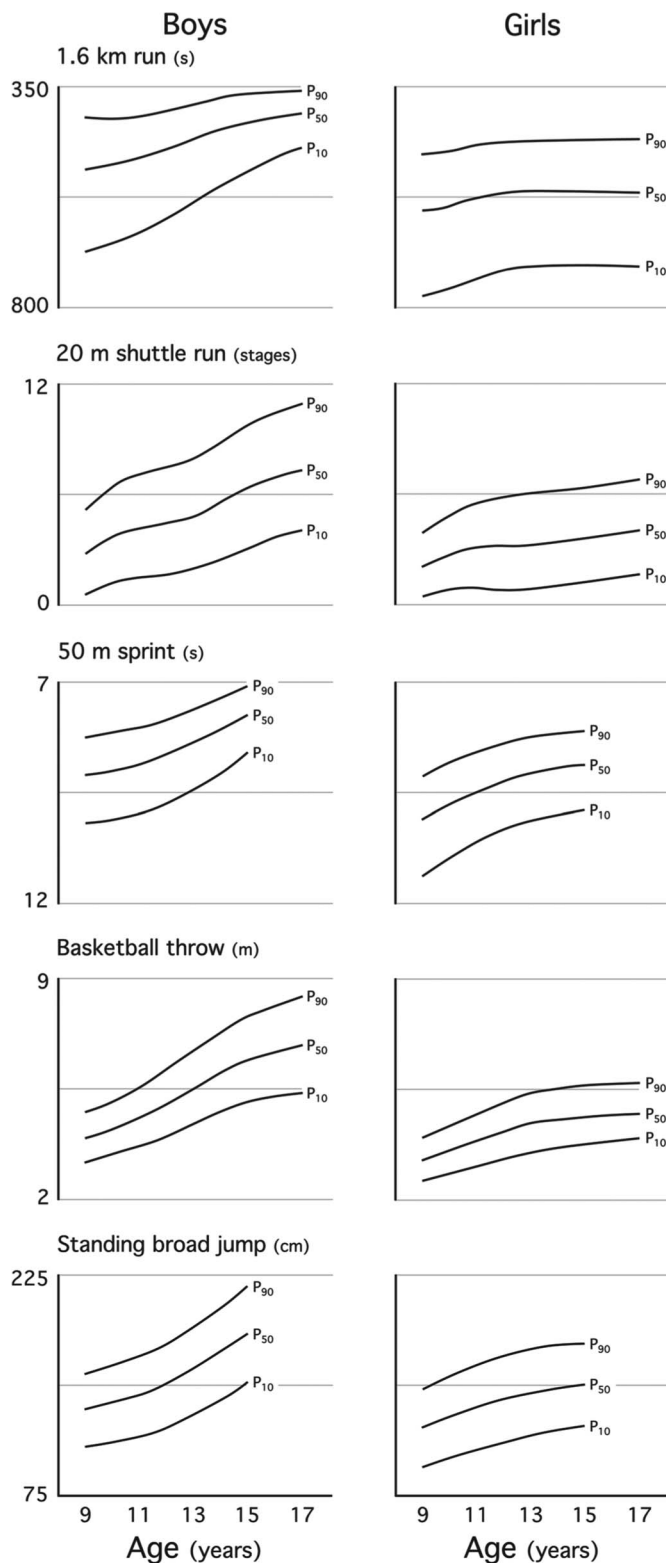 Boys Girls
1.6 km run (s)
350
P90
P50
P10
800
P90
P50
P10
20 m shuttle run (stages)
12
P90
P50
P10
0
P90
P50
P10
50 m sprint (s)
7
P90
P50
P10
12
P90
P50
P10
Basketball throw (m)
9
P90
P50
P10
2
P90
P50
P10
Standing broad jump (cm)
225
P90
P50
P10
75
P90
P50
P10
9 11 13 15 17 9 11 13 15 17
Age (years) Age (years)